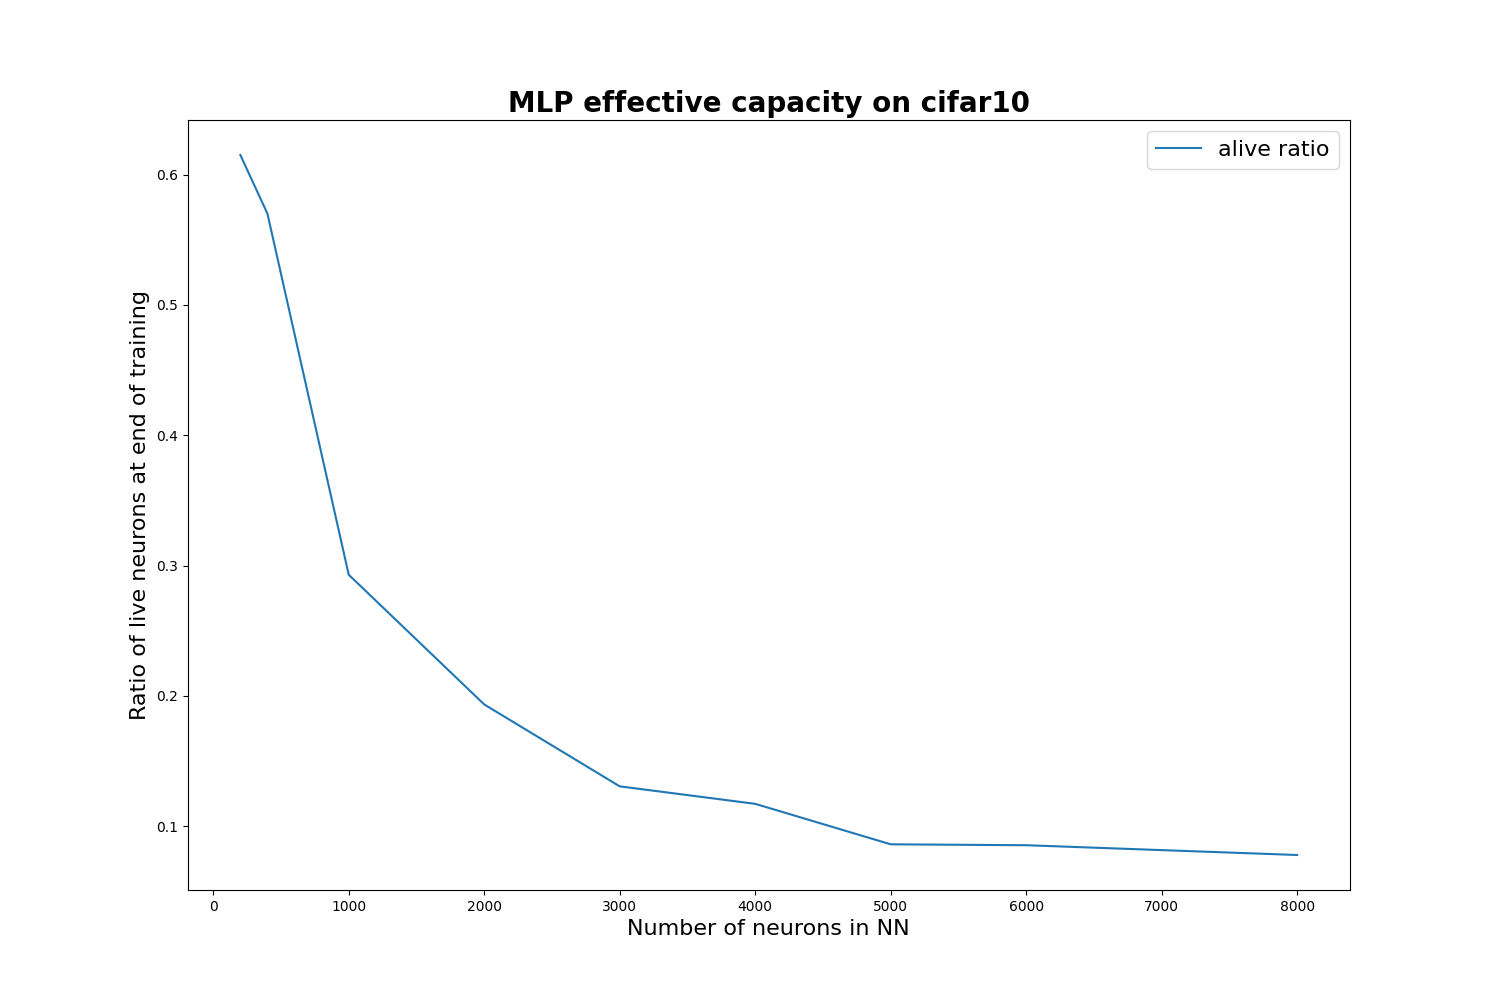 MLP effective capacity on cifar10
alive ratio
Ratio of live neurons at end of training
0.6
0.5
0.4
0.3
0.2
0.1
0 1000 2000 3000 4000 5000 6000 7000 8000
Number of neurons in NN